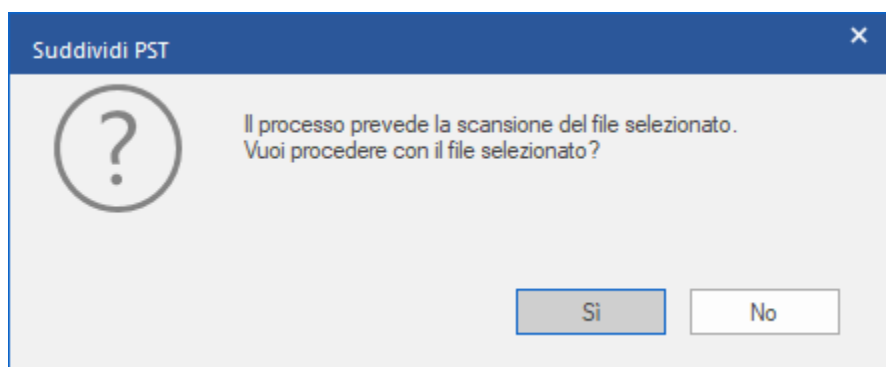 Suddividi PST
Il processo prevede la scansione del file selezionato.
Vuoi procedere con il file selezionato?
Sì
No